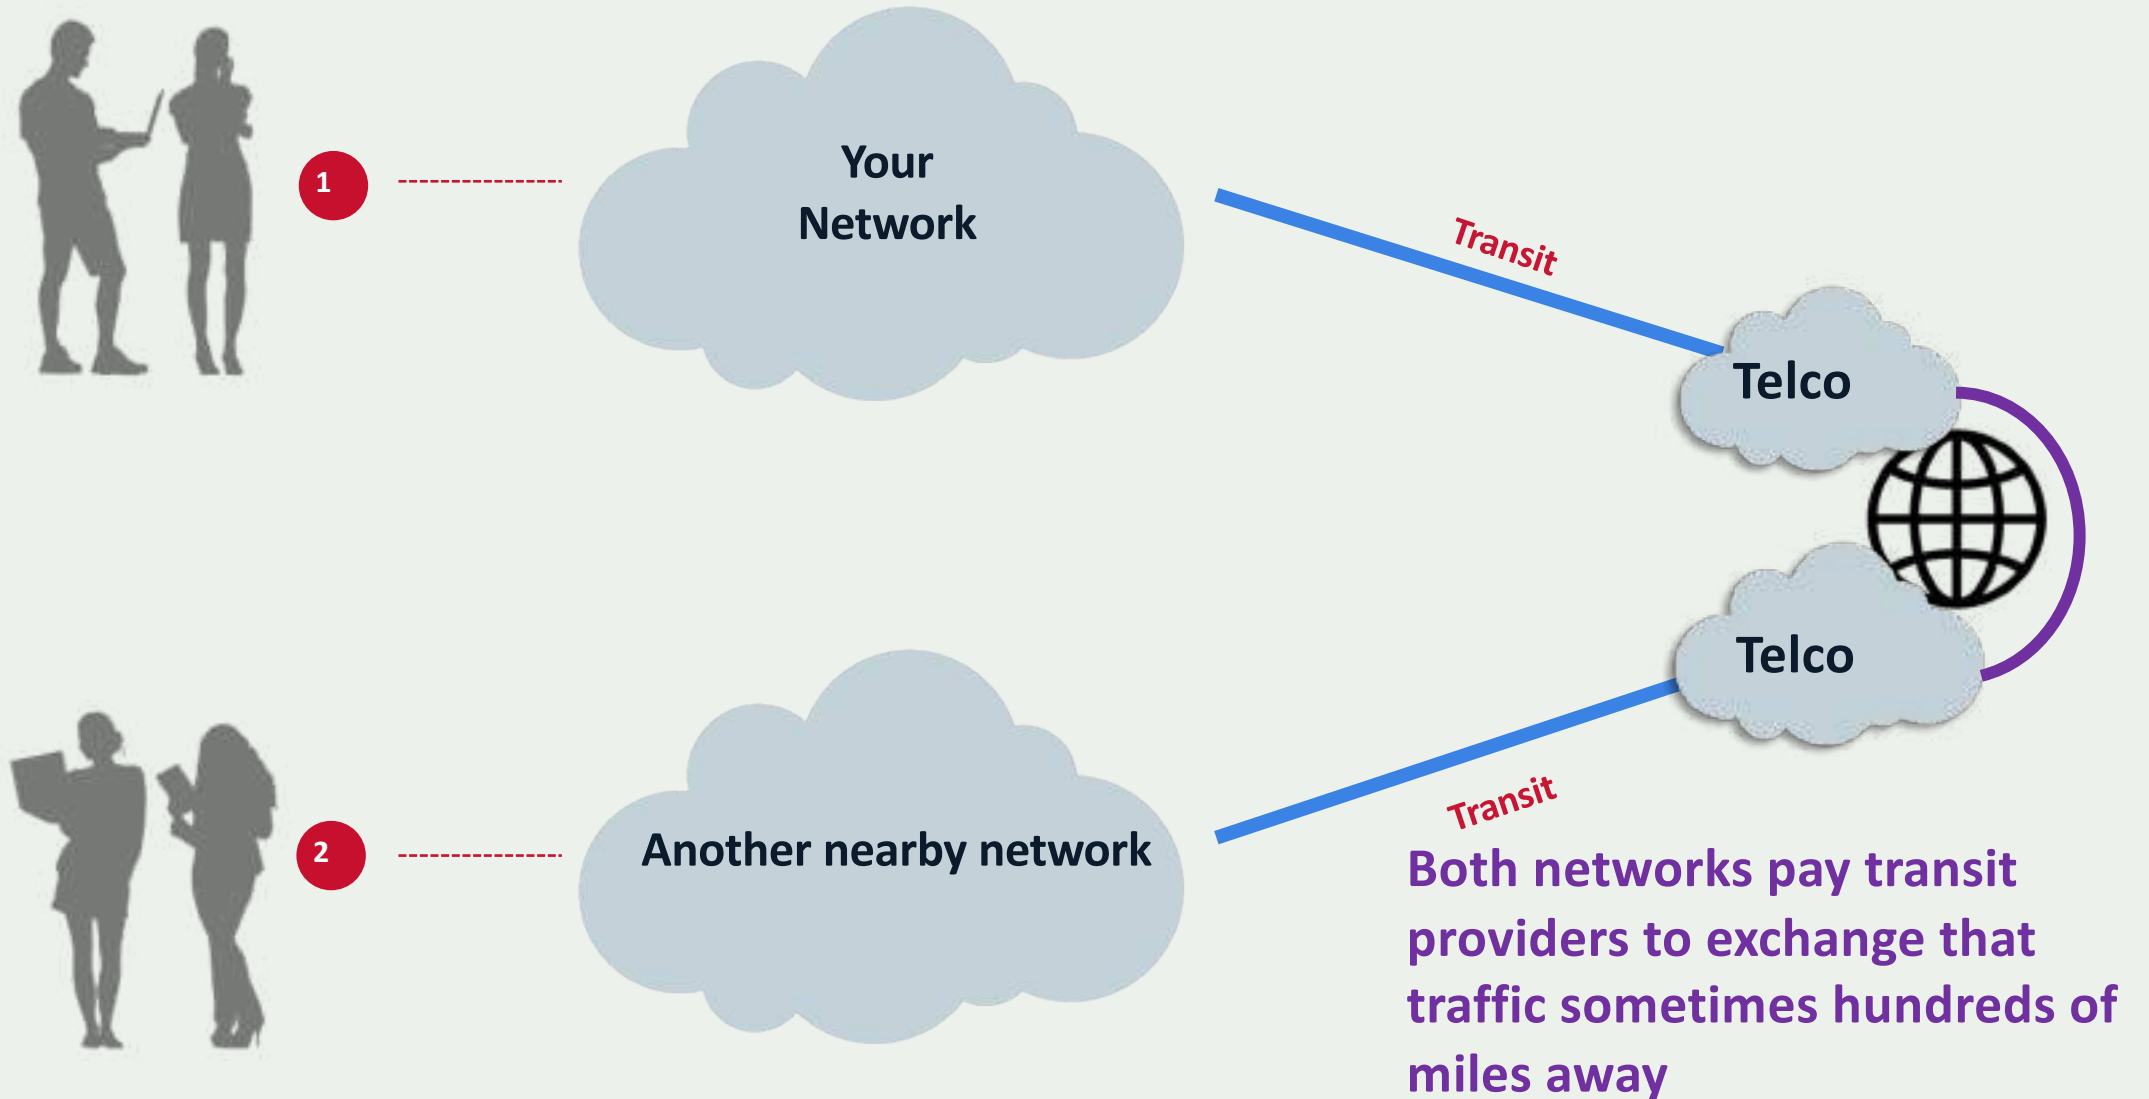 1
Your
Network
Transit
Telco
Telco
2
Another nearby network
Transit
Both networks pay transit
providers to exchange that
traffic sometimes hundreds of
miles away